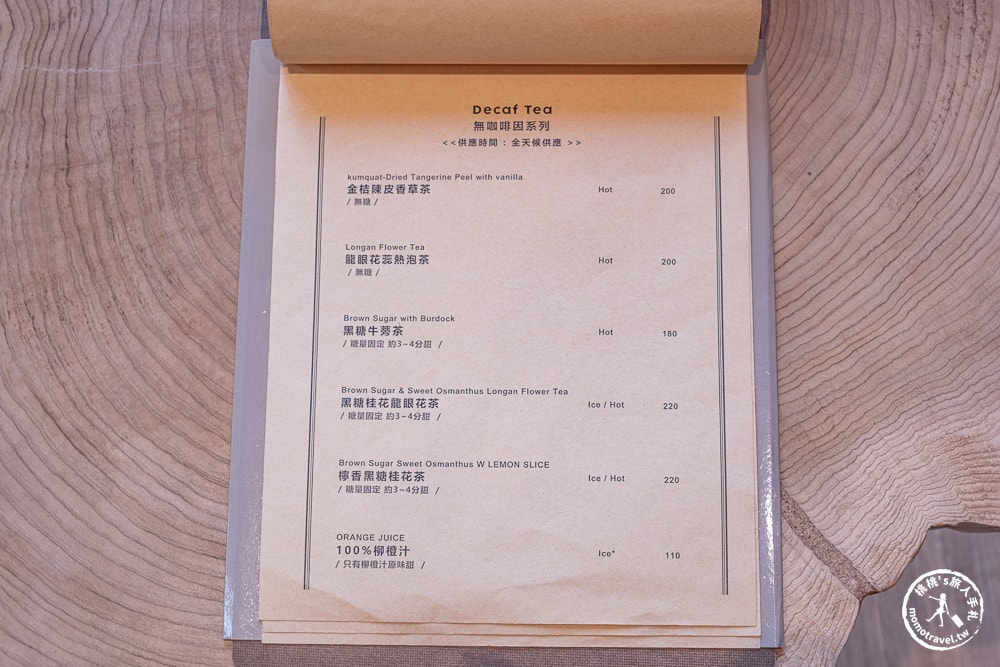 Decaf Tea
無咖啡因系列
<<供應時間：全天候供應 >>
kumquat-Dried Tangerine Peel with vanilla
金桔陳皮香草茶 Hot 200
/ 無糖 /
Longan Flower Tea
龍眼花蕊熱泡茶 Hot 200
/ 無糖 /
Brown Sugar with Burdock
黑糖牛蒡茶 Hot 180
/ 糖量固定 約3~4分甜 /
Brown Sugar & Sweet Osmanthus Longan Flower Tea
黑糖桂花龍眼花茶 Ice / Hot 220
/ 糖量固定 約3~4分甜 /
Brown Sugar Sweet Osmanthus W LEMON SLICE
檸香黑糖桂花茶 Ice / Hot 220
/ 糖量固定 約3~4分甜 /
ORANGE JUICE
100%柳橙汁 Ice* 110
/ 只有柳橙汁原味甜 /
桃桃's旅人手札
momotravel.tw